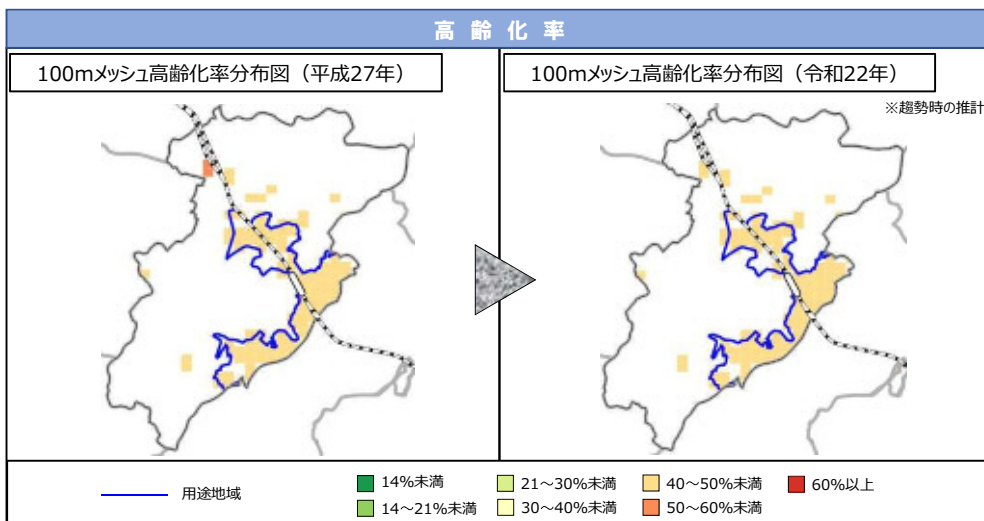 高齢化率
100mメッシュ高齢化率分布図（平成27年）
100mメッシュ高齢化率分布図（令和22年）
※趨勢時の推計
用途地域
14%未満
21～30%未満
40～50%未満
60%以上
14～21%未満
30～40%未満
50～60%未満